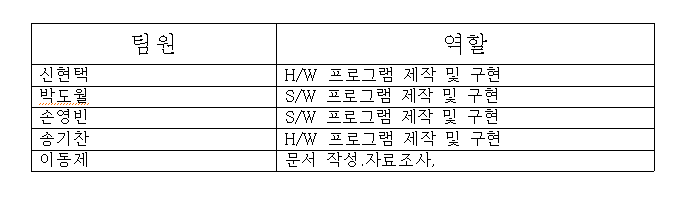 팀원 역할
신현택 H/W 프로그램 제작 및 구현
박도월 S/W 프로그램 제작 및 구현
손영빈 S/W 프로그램 제작 및 구현
송기찬 H/W 프로그램 제작 및 구현
이동제 문서 작성.자료조사,